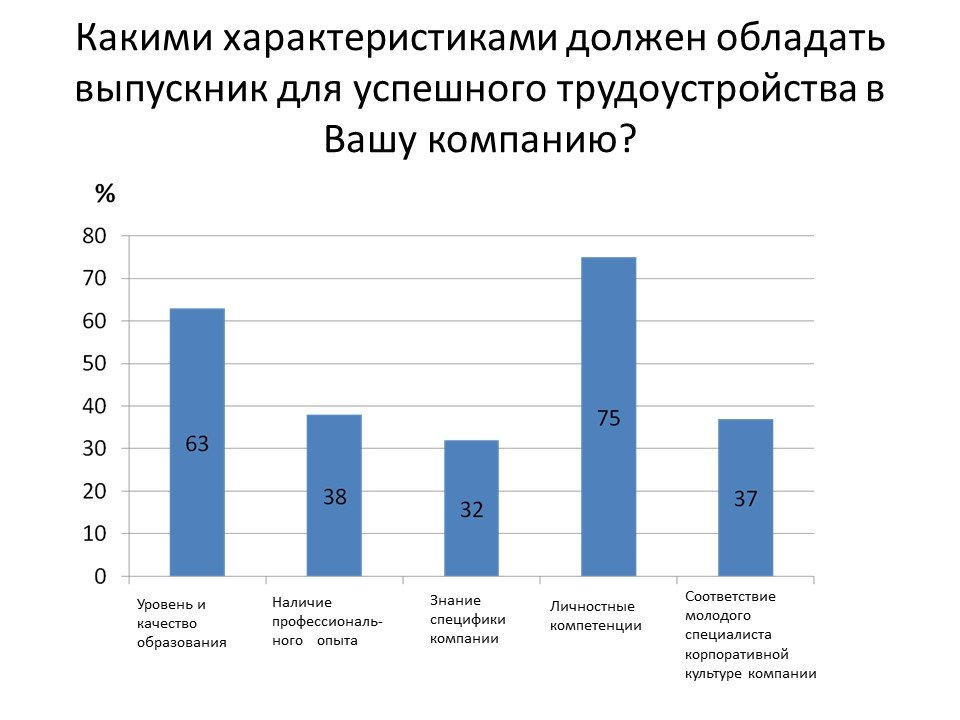 Какими характеристиками должен обладать
выпускник для успешного трудоустройства в
Вашу компанию?
%
80
70
60
50
40
30
20
10
0
63
38
32
75
37
Уровень и
качество
образования
Наличие
профессиональ-
ного опыта
Знание
специфики
компании
Личностные
компетенции
Соответствие
молодого
специалиста
корпоративной
культуре компании